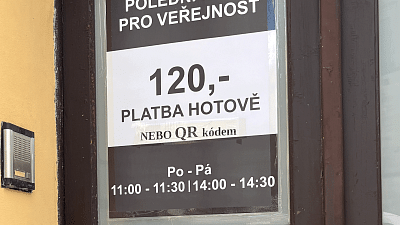 PRO VEŘEJNOST
120,-
PLATBA HOTOVĚ
NEBO QR kódem
Po - Pá
11:00 - 11:30 | 14:00 - 14:30